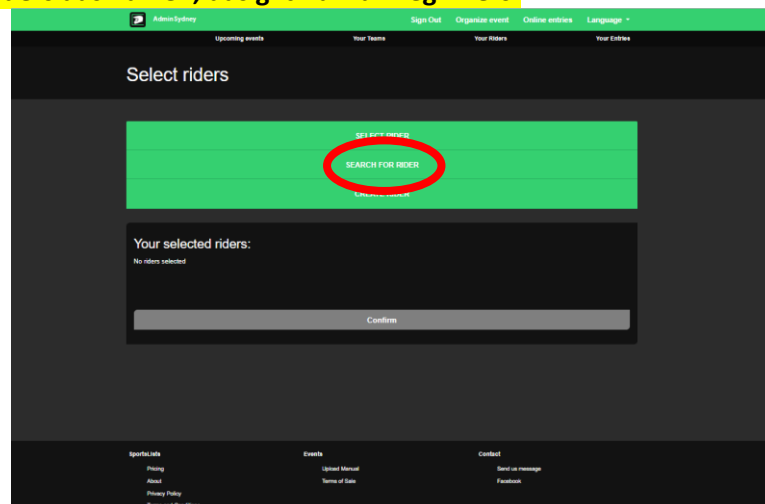 AdminSydney Sign Out Organize event Online entries Language
Upcoming events Your Teams Your Riders Your Entries
Select riders
SELECT RIDER
SEARCH FOR RIDER
CREATE RIDER
Your selected riders:
No riders selected
Confirm
SportsLists Events Contact
Pricing Upload Manual Send us message
About Terms of Sale Facebook
Privacy Policy